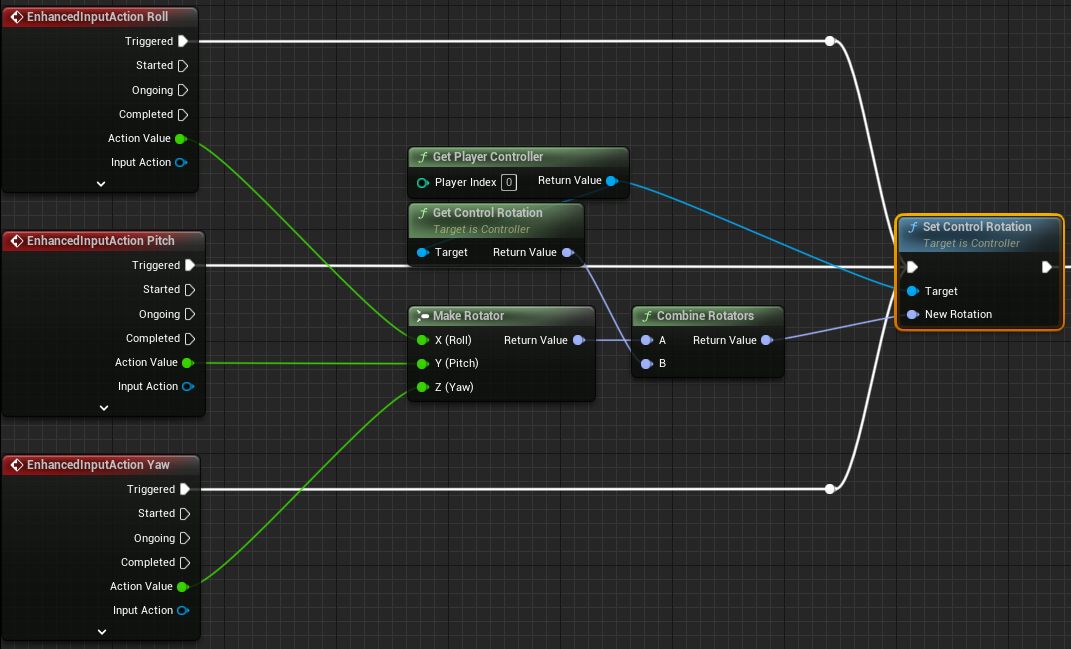 EnhancedInputAction Roll
Triggered
Started
Ongoing
Completed
Action Value
Input Action
EnhancedInputAction Pitch
Triggered
Started
Ongoing
Completed
Action Value
Input Action
EnhancedInputAction Yaw
Triggered
Started
Ongoing
Completed
Action Value
Input Action
f Get Player Controller
Player Index 0 Return Value
f Get Control Rotation
Target is Controller
Target Return Value
Make Rotator
X (Roll) Return Value
Y (Pitch)
Z (Yaw)
f Combine Rotators
A Return Value
B
f Set Control Rotation
Target is Controller
Target
New Rotation